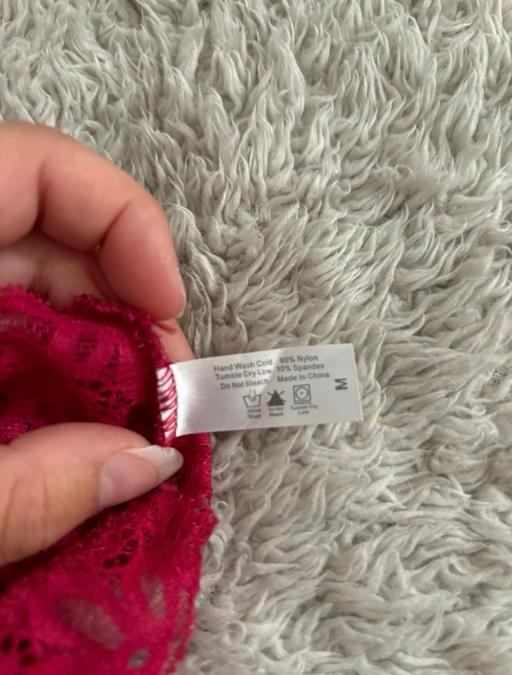 Hand Wash Cold 90% Nylon
Tumble Dry Low 10% Spandex
Do Not Bleach Made In China
M
Hand Wash
Do Not Bleach
Tumble Dry Low